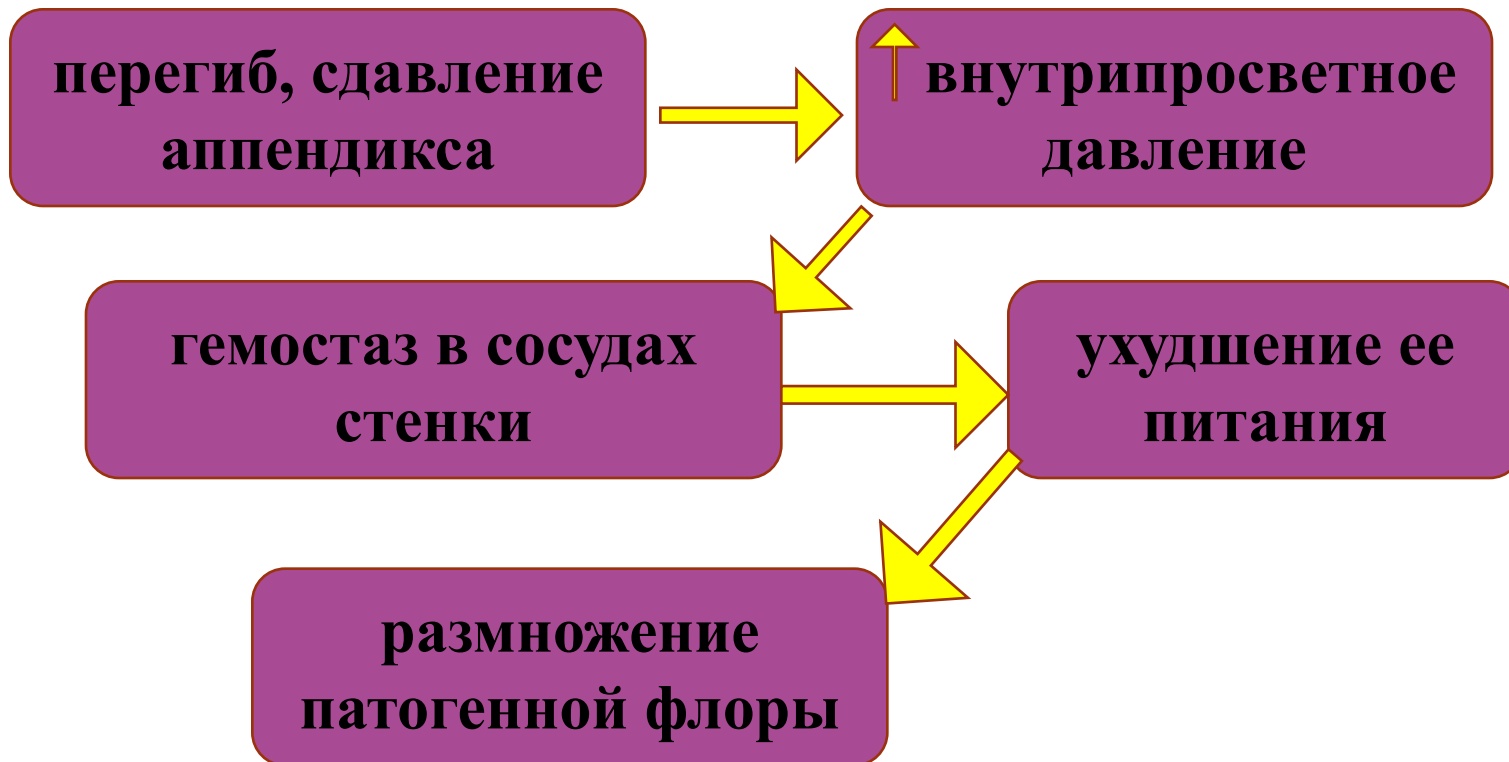 перегиб, сдавление
аппендикса
внутрипросветное
давление
гемостаз в сосудах
стенки
ухудшение ее
питания
размножение
патогенной флоры